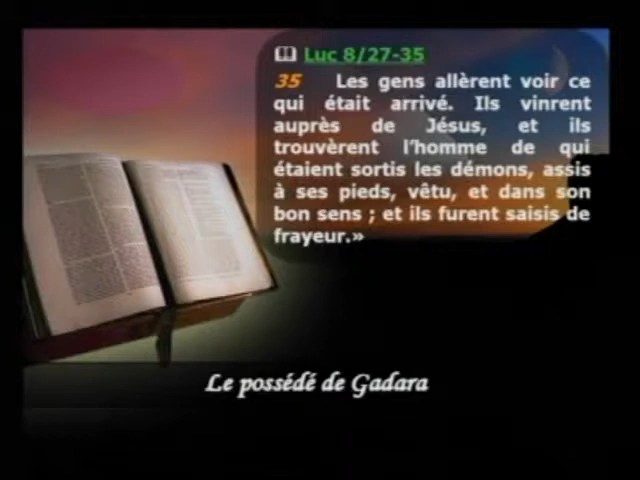 Luc 8/27-35
35 Les gens allèrent voir ce
qui était arrivé. Ils vinrent
auprès de Jésus, et ils
trouvèrent l'homme de qui
étaient sortis les démons, assis
à ses pieds, vêtu, et dans son
bon sens ; et ils furent saisis de
frayeur.»
Le possédé de Gadara